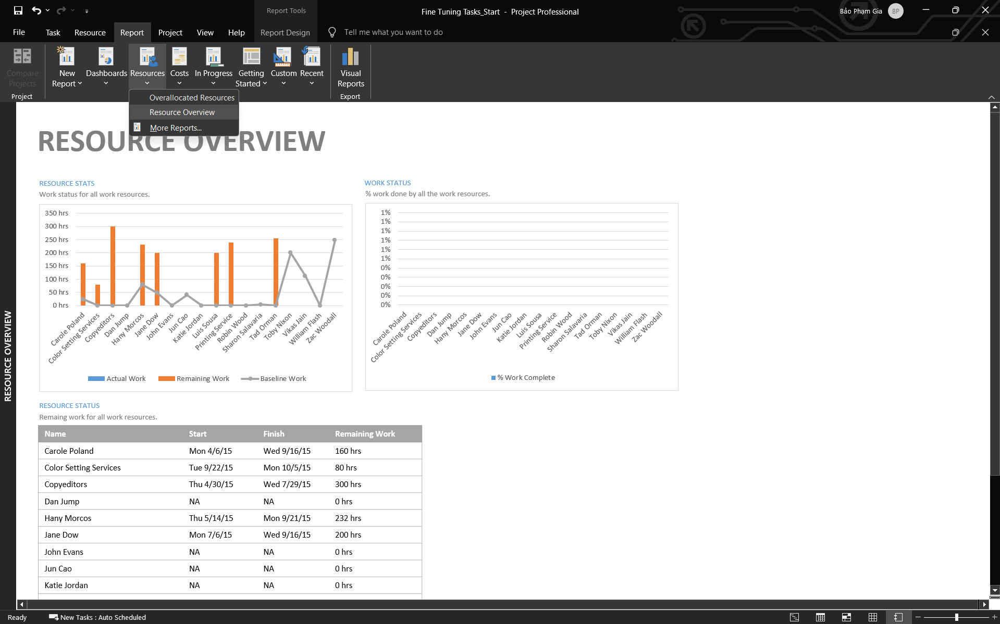 Report Tools
Fine Tuning Tasks_Start - Project Professional
Bảo Phạm Gia
BP
File
Task
Resource
Report
Project
View
Help
Report Design
Tell me what you want to do
Compare Projects
New Report
Dashboards
Resources
Costs
In Progress
Getting Started
Custom
Recent
Visual Reports
Project
Export
Overallocated Resources
Resource Overview
More Reports...
RESOURCE OVERVIEW
RESOURCE OVERVIEW
RESOURCE STATS
Work status for all work resources.
350 hrs
300 hrs
250 hrs
200 hrs
150 hrs
100 hrs
50 hrs
0 hrs
Carole Poland
Color Setting Services
Copyeditors
Dan Jump
Hany Morcos
Jane Dow
John Evans
Jun Cao
Katie Jordan
Luis Sousa
Printing Service
Robin Wood
Sharon Salavaria
Tad Orman
Toby Nixon
Vikas Jain
William Flash
Zac Woodall
Actual Work
Remaining Work
Baseline Work
WORK STATUS
% work done by all the work resources.
1%
1%
1%
1%
1%
1%
0%
0%
0%
0%
0%
Carole Poland
Color Setting Services
Copyeditors
Dan Jump
Hany Morcos
Jane Dow
John Evans
Jun Cao
Katie Jordan
Luis Sousa
Printing Service
Robin Wood
Sharon Salavaria
Tad Orman
Toby Nixon
Vikas Jain
William Flash
Zac Woodall
% Work Complete
RESOURCE STATUS
Remaing work for all work resources.
Name Start Finish Remaining Work
Carole Poland Mon 4/6/15 Wed 9/16/15 160 hrs
Color Setting Services Tue 9/22/15 Mon 10/5/15 80 hrs
Copyeditors Thu 4/30/15 Wed 7/29/15 300 hrs
Dan Jump NA NA 0 hrs
Hany Morcos Thu 5/14/15 Mon 9/21/15 232 hrs
Jane Dow Mon 7/6/15 Wed 9/16/15 200 hrs
John Evans NA NA 0 hrs
Jun Cao NA NA 0 hrs
Katie Jordan NA NA 0 hrs
Ready
New Tasks : Auto Scheduled